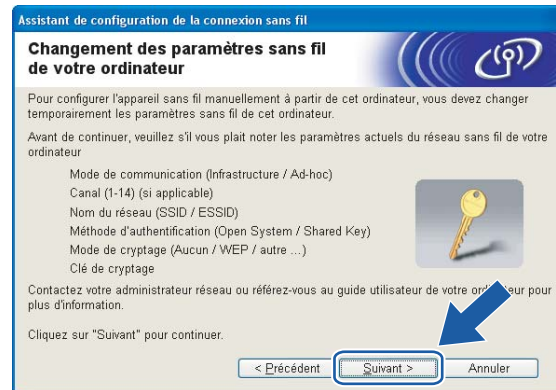 Assistant de configuration de la connexion sans fil
Changement des paramètres sans fil
de votre ordinateur
Pour configurer l'appareil sans fil manuellement à partir de cet ordinateur, vous devez changer
temporairement les paramètres sans fil de cet ordinateur.
Avant de continuer, veuillez s'il vous plait noter les paramètres actuels du réseau sans fil de votre
ordinateur
Mode de communication (Infrastructure / Ad-hoc)
Canal (1-14) (si applicable)
Nom du réseau (SSID / ESSID)
Méthode d'authentification (Open System / Shared Key)
Mode de cryptage (Aucun / WEP / autre ...)
Clé de cryptage
Contactez votre administrateur réseau ou référez-vous au guide utilisateur de votre pour
plus d'information.
Cliquez sur "Suivant" pour continuer.
< Précédent Suivant > Annuler